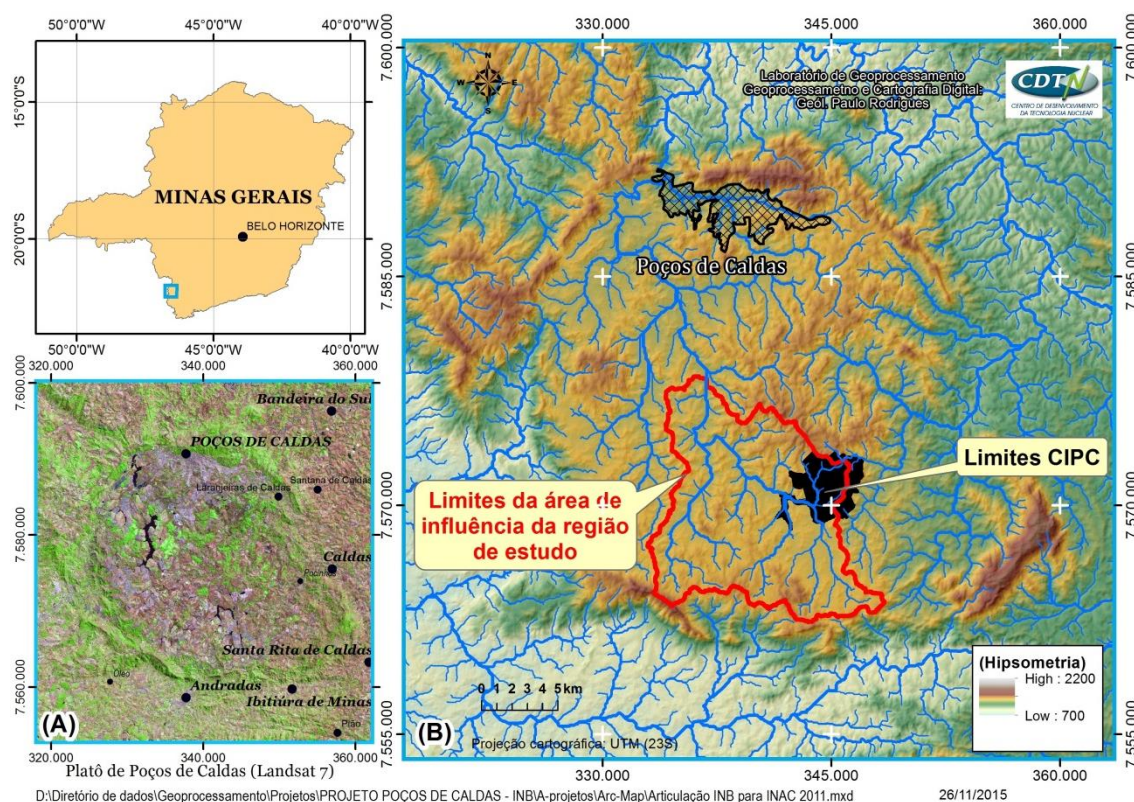 50°0'0"W 45°0'0"W 40°0'0"W
15°0'0"S
20°0'0"S
MINAS GERAIS
BELO HORIZONTE
50°0'0"W 45°0'0"W 40°0'0"W
320.000 340.000 360.000
7.600.000
7.580.000
7.560.000
Bandeira do Sul
POÇOS DE CALDAS
Santana de Caldas
Laranjeiras de Caldas
Caldas
Pocinhos
Santa Rita de Caldas
Óleo
Andradas
Ibitiúra de Minas
Pião
(A)
320.000 340.000 360.000
Platô de Poços de Caldas (Landsat 7)
330.000 345.000 360.000
7.600.000
7.585.000
7.570.000
7.555.000
N
W E
S
Laboratório de Geoprocessamento
Geoprocessametno e Cartografia Digital:
Geól. Paulo Rodrigues
CDTN
CENTRO DE DESENVOLVIMENTO
DA TECNOLOGIA NUCLEAR
Poços de Caldas
7.585.000
Limites CIPC
Limites da área de
influência da região
de estudo
7.570.000
(Hipsometria)
High : 2200
Low : 700
0 1 2 3 4 5 km
(B)
Projeção cartográfica: UTM (23S)
7.555.000
330.000 345.000 360.000
D:\Diretório de dados\Geoprocessamento\Projetos\PROJETO POÇOS DE CALDAS - INB\A-projetos\Arc-Map\Articulação INB para INAC 2011.mxd 26/11/2015